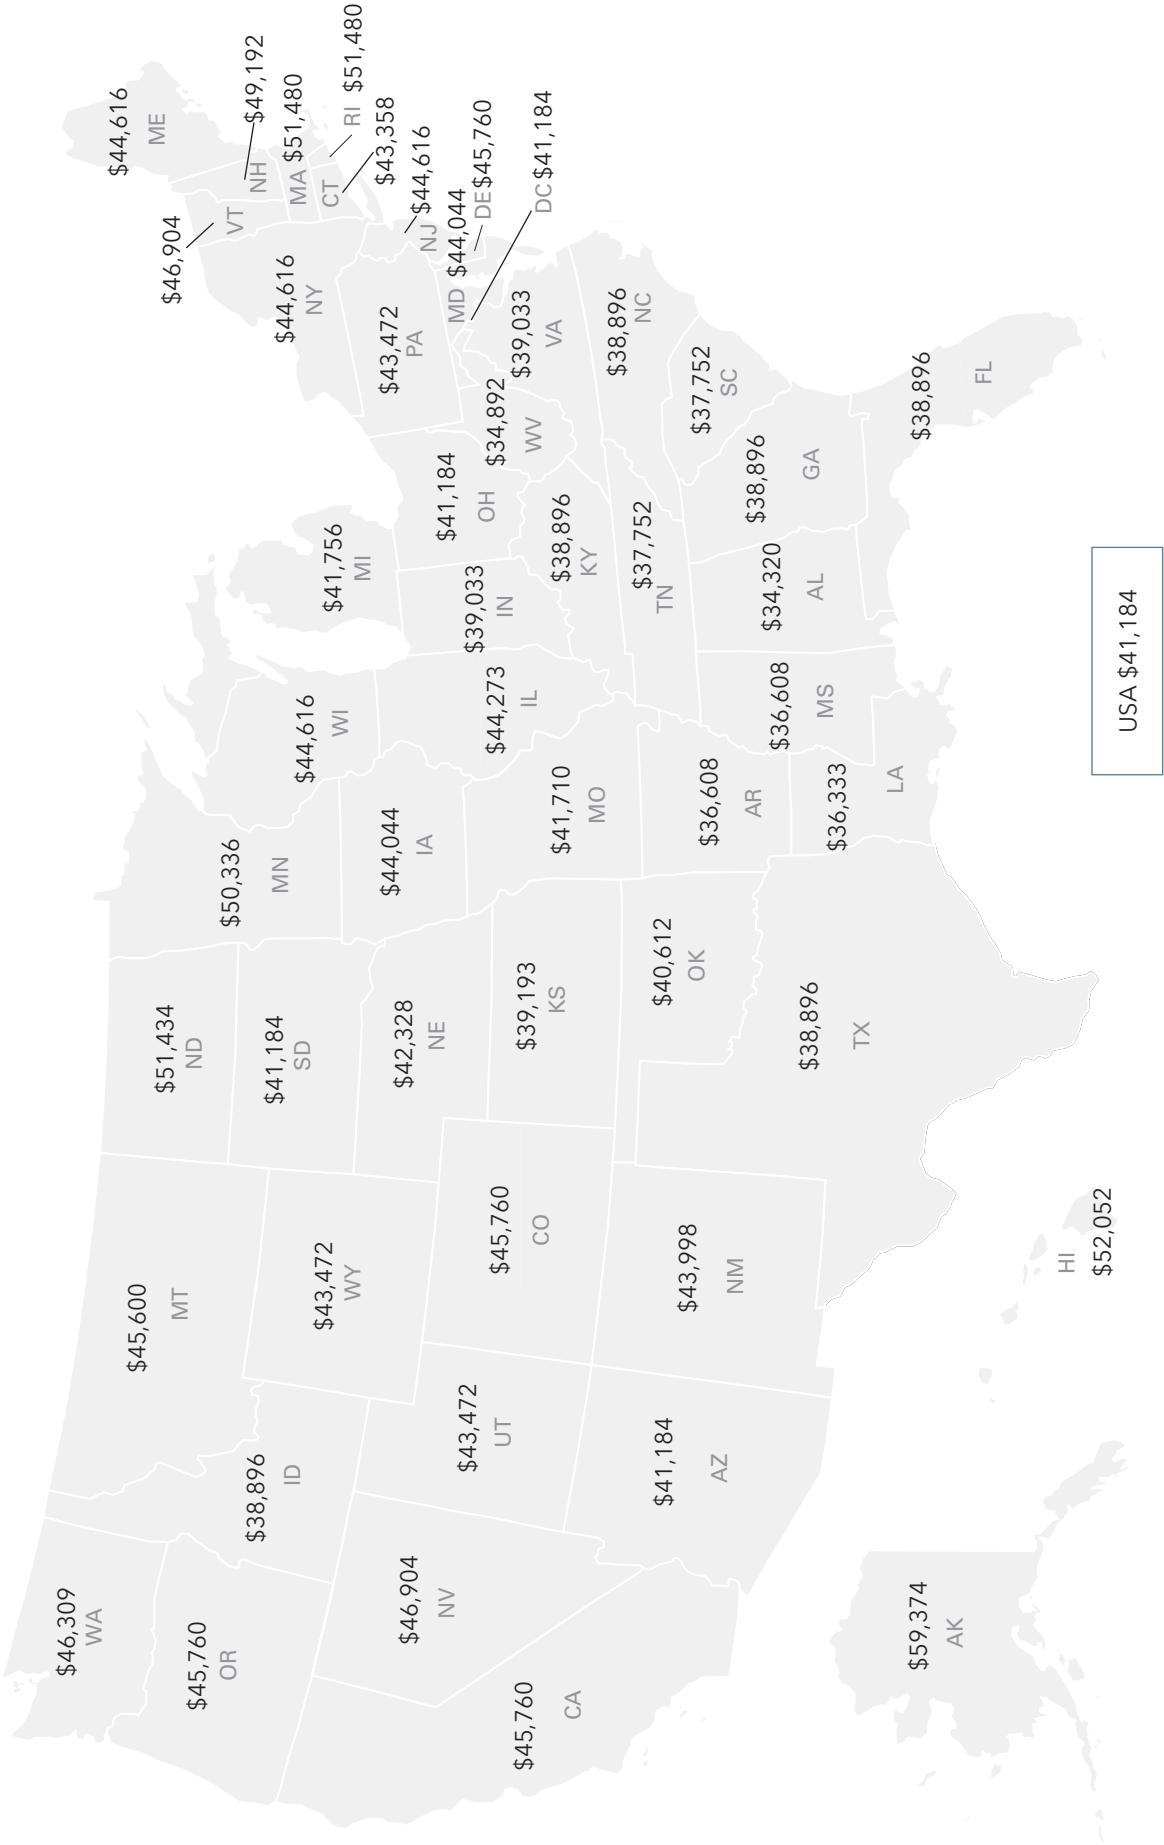 $46,309
WA
$45,760
OR
$45,760
CA
$46,904
NV
$38,896
ID
$45,600
MT
$43,472
WY
$43,472
UT
$41,184
AZ
$45,760
CO
$43,998
NM
$51,434
ND
$41,184
SD
$42,328
NE
$39,193
KS
$40,612
OK
$38,896
TX
$50,336
MN
$44,044
IA
$41,710
MO
$36,608
AR
$36,333
LA
$44,616
WI
$44,273
IL
$41,756
MI
$39,033
IN
$41,184
OH
$38,896
KY
$37,752
TN
$36,608
MS
$34,320
AL
$38,896
GA
$38,896
FL
$37,752
SC
$38,896
NC
$39,033
VA
$34,892
WV
$43,472
PA
$44,616
NY
$46,904
VT
$44,616
ME
$49,192
NH
$51,480
MA
RI $51,480
$43,358
CT
$44,616
NJ
DE $45,760
$44,044
MD
DC $41,184
$59,374
AK
HI
$52,052
USA $41,184